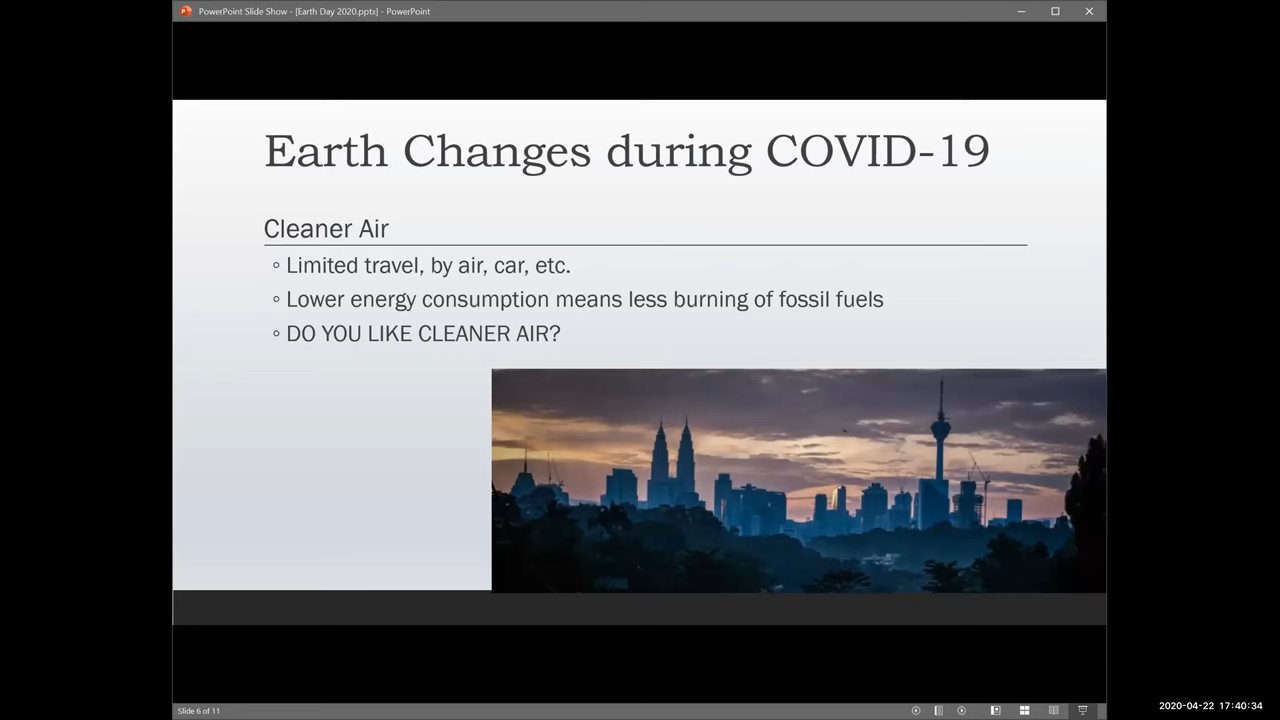 PowerPoint Slide Show - [Earth Day 2020.pptx] - PowerPoint
Earth Changes during COVID-19
Cleaner Air
◦ Limited travel, by air, car, etc.
◦ Lower energy consumption means less burning of fossil fuels
◦ DO YOU LIKE CLEANER AIR?
Slide 6 of 11
2020-04-22 17:40:34